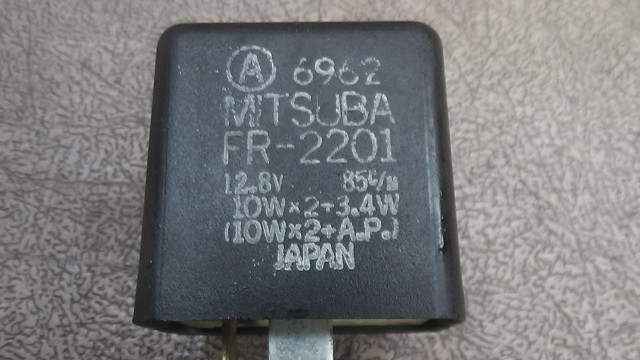 Ⓐ 6962
MITSUBA
FR-2201
12.8V 85c/m
10W×2+3.4W
(10W×2+A.P.)
JAPAN